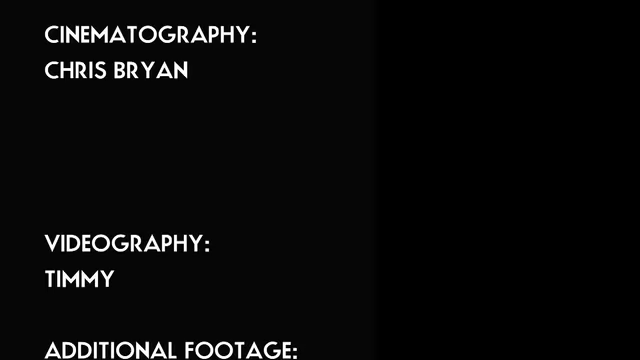 CINEMATOGRAPHY:
CHRIS BRYAN
VIDEOGRAPHY:
TIMMY
ADDITIONAL FOOTAGE: